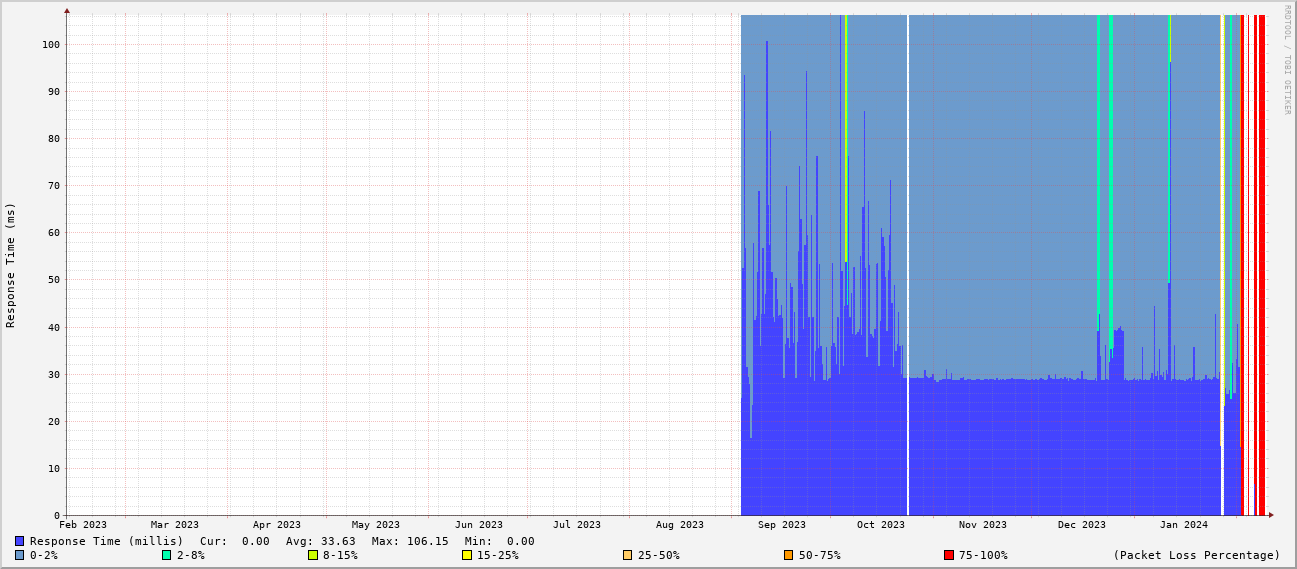 RRDTOOL / TOBI OETIKER
Response Time (ms)
100
90
80
70
60
50
40
30
20
10
0
Feb 2023 Mar 2023 Apr 2023 May 2023 Jun 2023 Jul 2023 Aug 2023 Sep 2023 Oct 2023 Nov 2023 Dec 2023 Jan 2024
Response Time (millis) Cur: 0.00 Avg: 33.63 Max: 106.15 Min: 0.00
0-2% 2-8% 8-15% 15-25% 25-50% 50-75% 75-100% (Packet Loss Percentage)